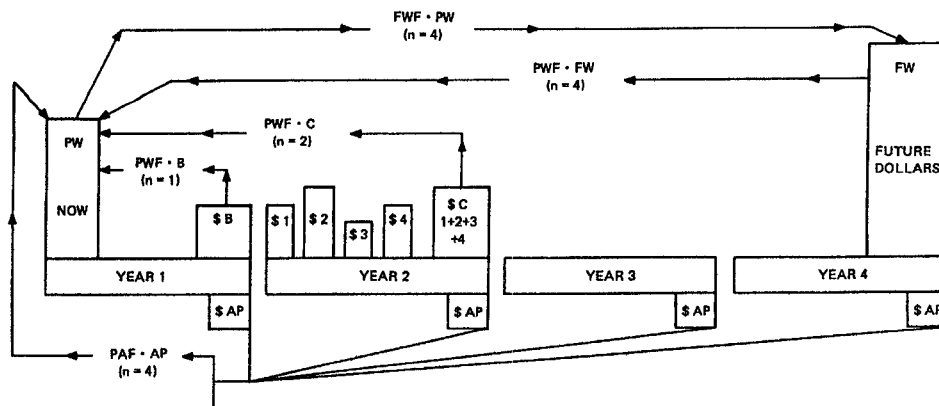 FWF • PW
(n = 4)
FW
PWF • FW
(n = 4)
PW
PWF • C
(n = 2)
FUTURE
DOLLARS
PWF • B
(n = 1)
NOW
$ B
$ 1
$ 2
$ 3
$ 4
$ C
1+2+3
+4
YEAR 1
YEAR 2
YEAR 3
YEAR 4
$ AP
$ AP
$ AP
$ AP
PAF • AP
(n = 4)